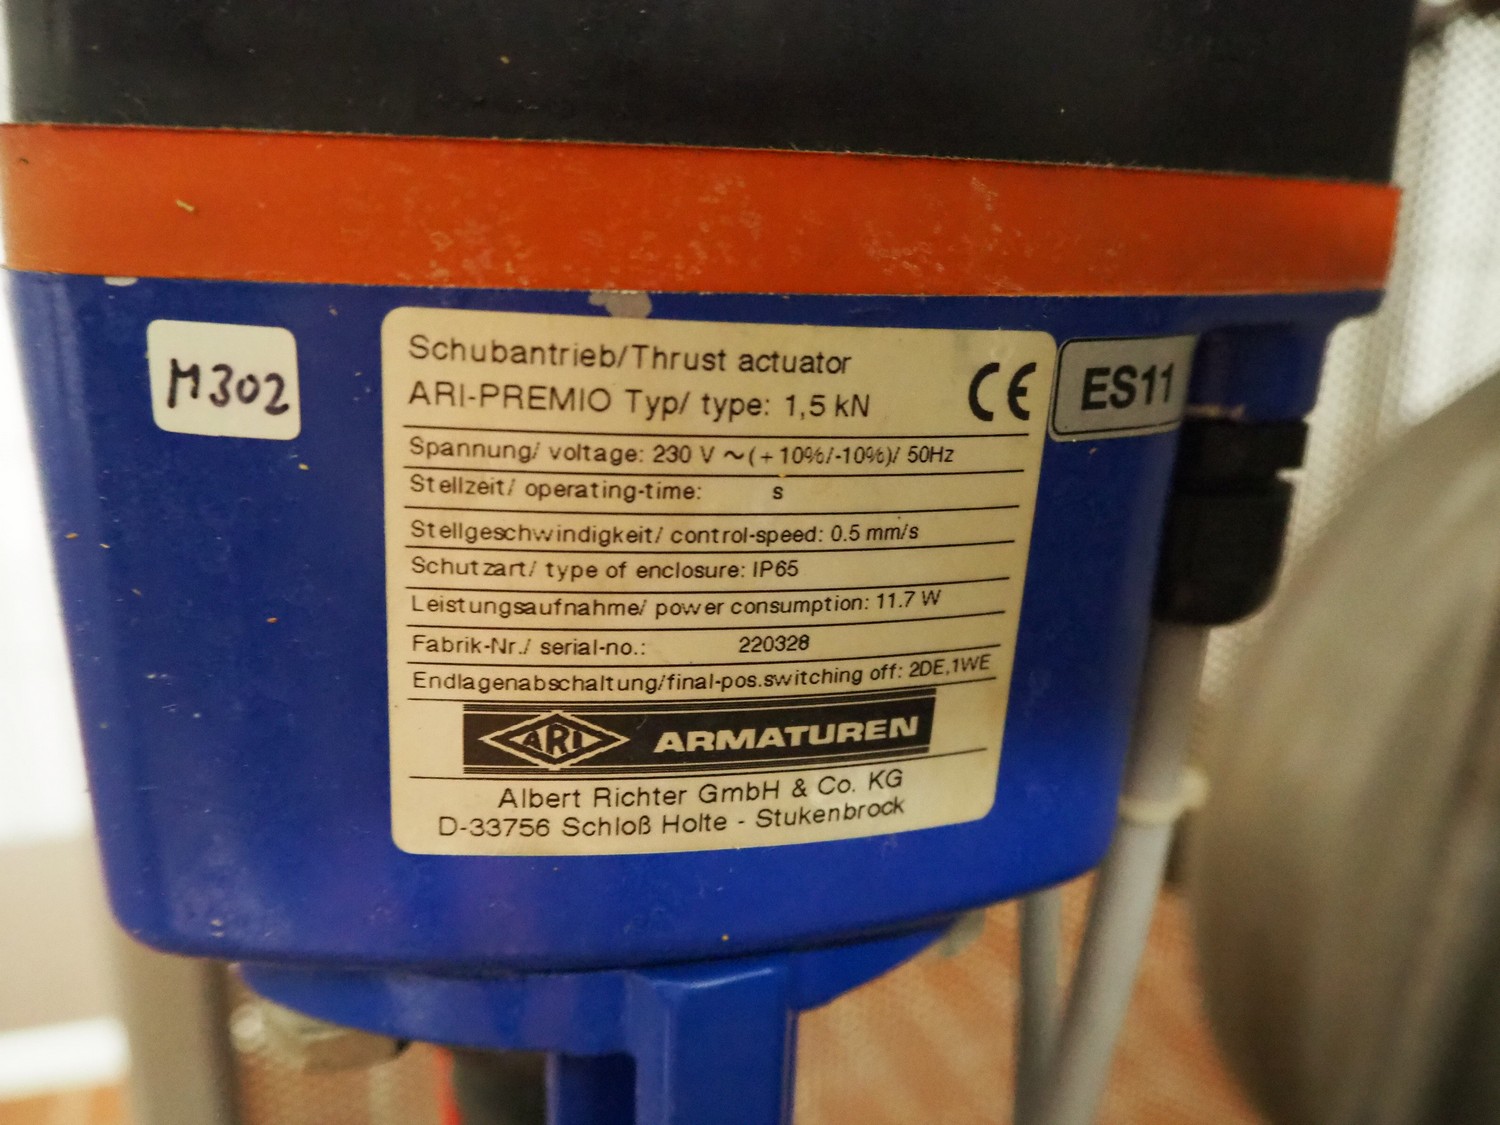 M302
Schubantrieb/Thrust actuator
ARI-PREMIO Typ/ type: 1,5 kN
CE
ES11
Spannung/ voltage: 230 V ~(+10%/-10%)/ 50Hz
Stellzeit/ operating-time: s
Stellgeschwindigkeit/ control-speed: 0.5 mm/s
Schutzart/ type of enclosure: IP65
Leistungsaufnahme/ power consumption: 11.7 W
Fabrik-Nr./ serial-no.: 220328
Endlagenabschaltung/final-pos.switching off: 2DE,1WE
ARI ARMATUREN
Albert Richter GmbH & Co. KG
D-33756 Schloß Holte - Stukenbrock